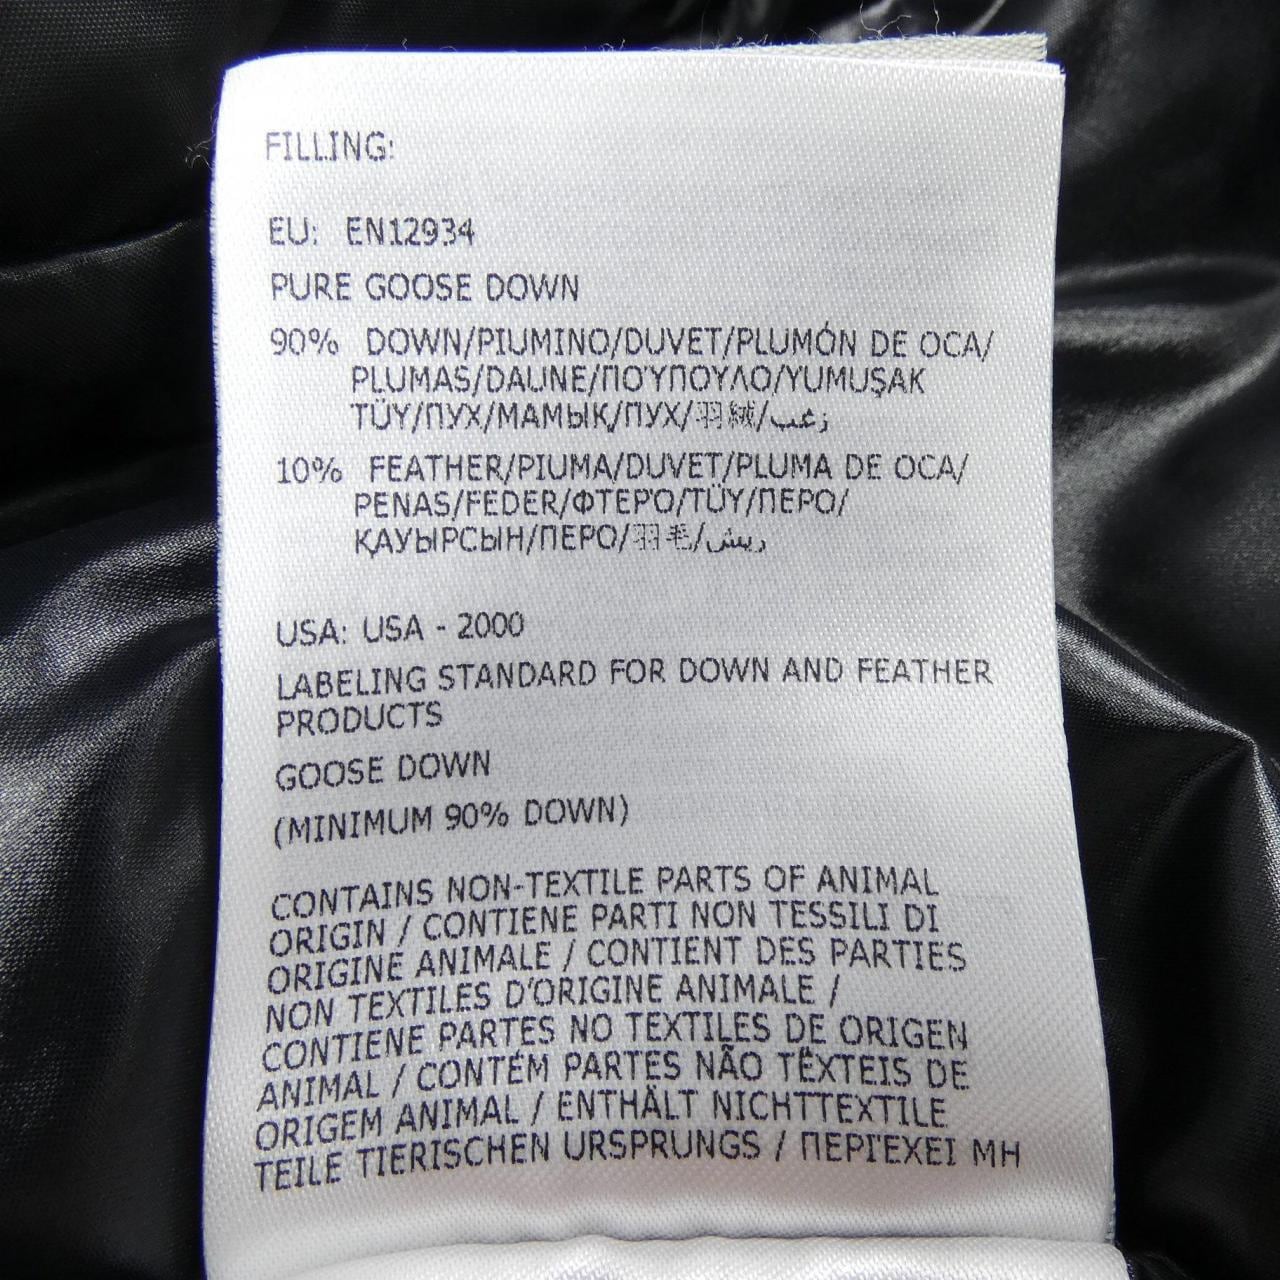 FILLING:
EU: EN12934
PURE GOOSE DOWN
90% DOWN/PIUMINO/DUVET/PLUMÓN DE OCA/
PLUMAS/DAUNE/ΠΟΎΠΟΥΛΟ/YUMUŞAK
TÜY/ПУХ/МАМЫҚ/ПУХ/羽絨/زغب
10% FEATHER/PIUMA/DUVET/PLUMA DE OCA/
PENAS/FEDER/ΦΤΕΡΌ/TÜY/ПЕРО/
ҚАУЫРСЫН/ПЕРО/羽毛/ريش
USA: USA - 2000
LABELING STANDARD FOR DOWN AND FEATHER
PRODUCTS
GOOSE DOWN
(MINIMUM 90% DOWN)
CONTAINS NON-TEXTILE PARTS OF ANIMAL
ORIGIN / CONTIENE PARTI NON TESSILI DI
ORIGINE ANIMALE / CONTIENT DES PARTIES
NON TEXTILES D'ORIGINE ANIMALE /
CONTIENE PARTES NO TEXTILES DE ORIGEN
ANIMAL / CONTÉM PARTES NÃO TÊXTEIS DE
ORIGEM ANIMAL / ENTHÄLT NICHTTEXTILE
TEILE TIERISCHEN URSPRUNGS / ΠΕΡΙΈΧΕΙ ΜΗ